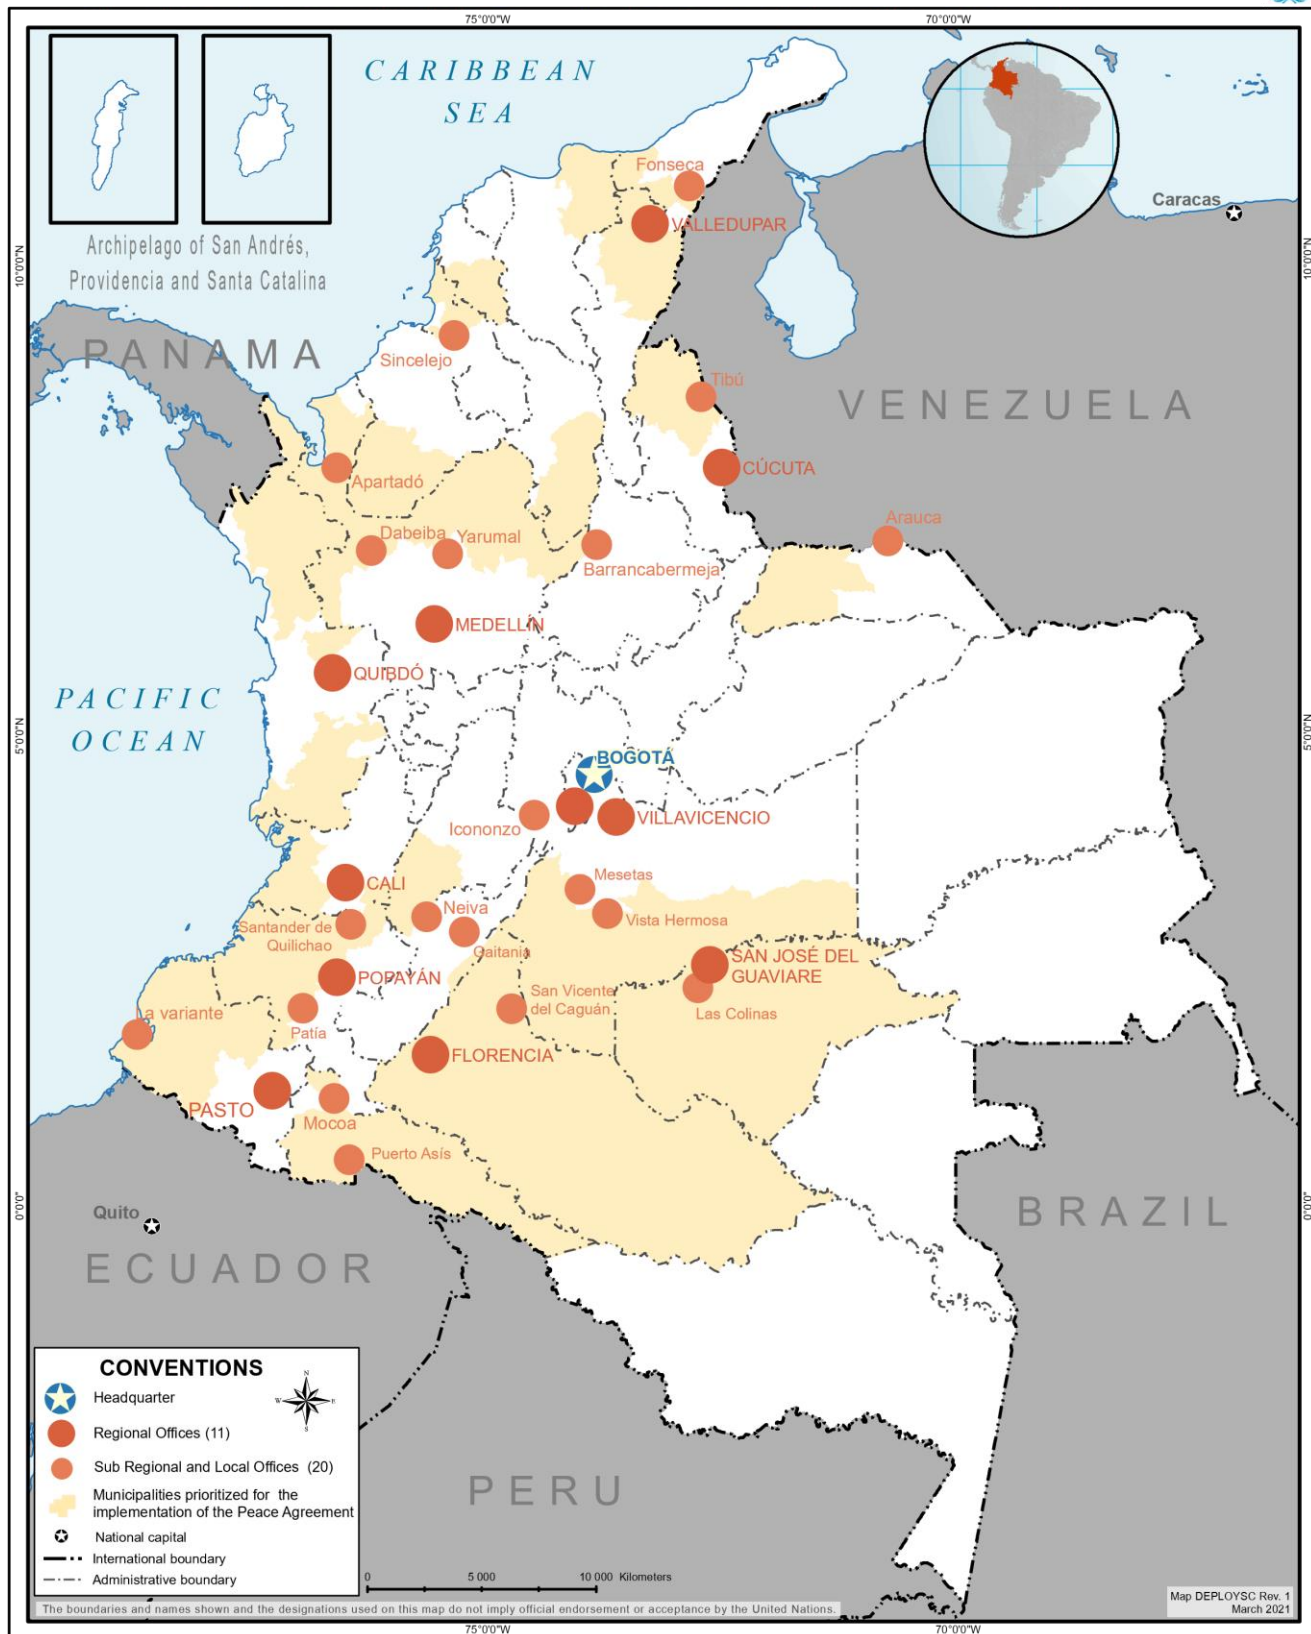 75°0'0"W
70°0'0"W
CARIBBEAN
SEA
Fonseca
Caracas
VALLEDUPAR
Archipelago of San Andrés,
Providencia and Santa Catalina
10°0'0"N
10°0'0"N
PANAMA
Sincelejo
Tibú
VENEZUELA
CÚCUTA
Apartadó
Arauca
Dabeiba
Yarumal
Barrancabermeja
MEDELLÍN
QUIBDÓ
PACIFIC
OCEAN
5°0'0"N
5°0'0"N
BOGOTÁ
VILLAVICENCIO
Icononzo
Mesetas
CALI
Neiva
Vista Hermosa
Santander de
Quilichao
Gaitania
SAN JOSÉ DEL
GUAVIARE
POPAYÁN
San Vicente
del Caguán
Las Colinas
La variante
Patía
FLORENCIA
PASTO
Mocoa
Puerto Asís
0°0'0"
0°0'0"
Quito
BRAZIL
ECUADOR
PERU
CONVENTIONS
N
W
E
S
Headquarter
Regional Offices (11)
Sub Regional and Local Offices (20)
Municipalities prioritized for the
implementation of the Peace Agreement
National capital
International boundary
Administrative boundary
0 5 000 10 000 Kilometers
The boundaries and names shown and the designations used on this map do not imply official endorsement or acceptance by the United Nations.
Map DEPLOYSC Rev. 1
March 2021
75°0'0"W
70°0'0"W